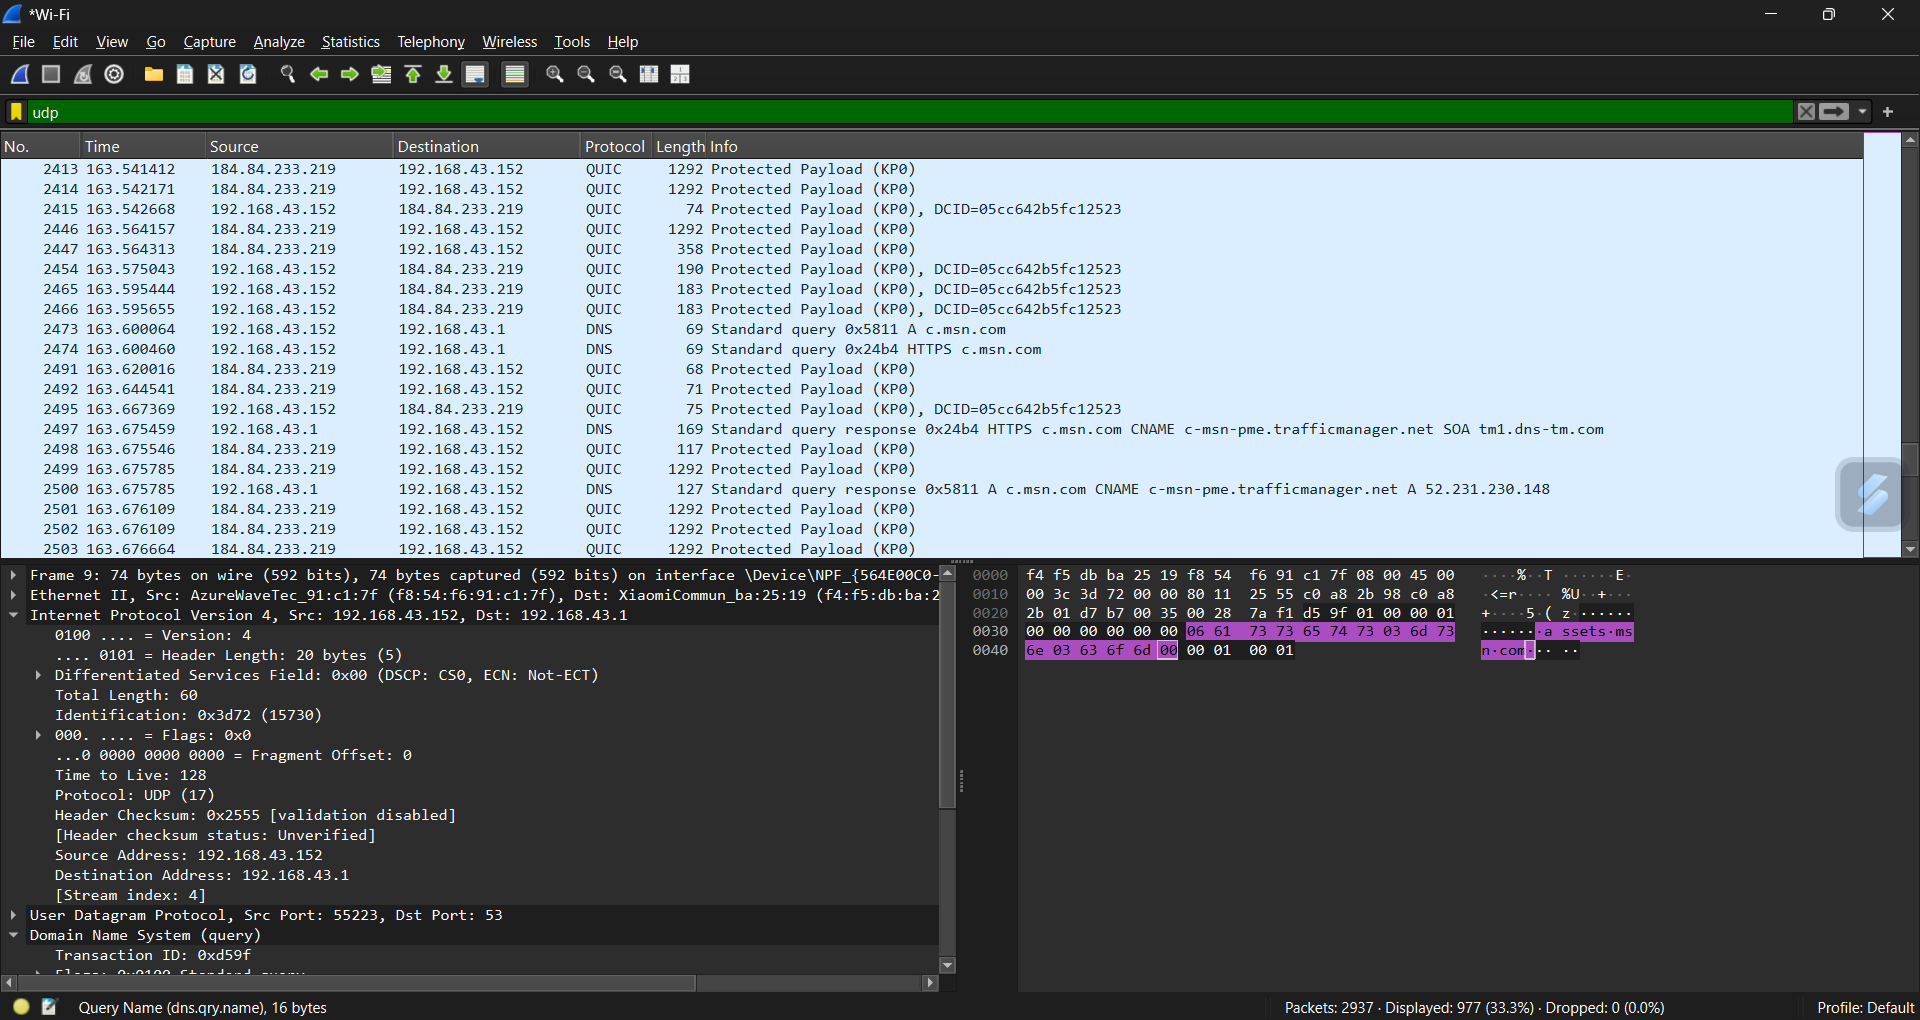 *Wi-Fi
File Edit View Go Capture Analyze Statistics Telephony Wireless Tools Help
udp
No. Time Source Destination Protocol Length Info
2413 163.541412 184.84.233.219 192.168.43.152 QUIC 1292 Protected Payload (KP0)
2414 163.542171 184.84.233.219 192.168.43.152 QUIC 1292 Protected Payload (KP0)
2415 163.542668 192.168.43.152 184.84.233.219 QUIC 74 Protected Payload (KP0), DCID=05cc642b5fc12523
2446 163.564157 184.84.233.219 192.168.43.152 QUIC 1292 Protected Payload (KP0)
2447 163.564313 184.84.233.219 192.168.43.152 QUIC 358 Protected Payload (KP0)
2454 163.575043 192.168.43.152 184.84.233.219 QUIC 190 Protected Payload (KP0), DCID=05cc642b5fc12523
2465 163.595444 192.168.43.152 184.84.233.219 QUIC 183 Protected Payload (KP0), DCID=05cc642b5fc12523
2466 163.595655 192.168.43.152 184.84.233.219 QUIC 183 Protected Payload (KP0), DCID=05cc642b5fc12523
2473 163.600064 192.168.43.152 192.168.43.1 DNS 69 Standard query 0x5811 A c.msn.com
2474 163.600460 192.168.43.152 192.168.43.1 DNS 69 Standard query 0x24b4 HTTPS c.msn.com
2491 163.620016 184.84.233.219 192.168.43.152 QUIC 68 Protected Payload (KP0)
2492 163.644541 184.84.233.219 192.168.43.152 QUIC 71 Protected Payload (KP0)
2495 163.667369 192.168.43.152 184.84.233.219 QUIC 75 Protected Payload (KP0), DCID=05cc642b5fc12523
2497 163.675459 192.168.43.1 192.168.43.152 DNS 169 Standard query response 0x24b4 HTTPS c.msn.com CNAME c-msn-pme.trafficmanager.net SOA tm1.dns-tm.com
2498 163.675546 184.84.233.219 192.168.43.152 QUIC 117 Protected Payload (KP0)
2499 163.675785 184.84.233.219 192.168.43.152 QUIC 1292 Protected Payload (KP0)
2500 163.675785 192.168.43.1 192.168.43.152 DNS 127 Standard query response 0x5811 A c.msn.com CNAME c-msn-pme.trafficmanager.net A 52.231.230.148
2501 163.676109 184.84.233.219 192.168.43.152 QUIC 1292 Protected Payload (KP0)
2502 163.676109 184.84.233.219 192.168.43.152 QUIC 1292 Protected Payload (KP0)
2503 163.676664 184.84.233.219 192.168.43.152 QUIC 1292 Protected Payload (KP0)
Frame 9: 74 bytes on wire (592 bits), 74 bytes captured (592 bits) on interface \Device\NPF_{564E00C0-
Ethernet II, Src: AzureWaveTec_91:c1:7f (f8:54:f6:91:c1:7f), Dst: XiaomiCommun_ba:25:19 (f4:f5:db:ba:2
Internet Protocol Version 4, Src: 192.168.43.152, Dst: 192.168.43.1
0100 .... = Version: 4
.... 0101 = Header Length: 20 bytes (5)
Differentiated Services Field: 0x00 (DSCP: CS0, ECN: Not-ECT)
Total Length: 60
Identification: 0x3d72 (15730)
000. .... = Flags: 0x0
...0 0000 0000 0000 = Fragment Offset: 0
Time to Live: 128
Protocol: UDP (17)
Header Checksum: 0x2555 [validation disabled]
[Header checksum status: Unverified]
Source Address: 192.168.43.152
Destination Address: 192.168.43.1
[Stream index: 4]
User Datagram Protocol, Src Port: 55223, Dst Port: 53
Domain Name System (query)
Transaction ID: 0xd59f
Flags: 0x0100 Standard query
0000 f4 f5 db ba 25 19 f8 54 f6 91 c1 7f 08 00 45 00 ····%··T ······E·
0010 00 3c 3d 72 00 00 80 11 25 55 c0 a8 2b 98 c0 a8 ·<=r···· %U··+···
0020 2b 01 d7 b7 00 35 00 28 7a f1 d5 9f 01 00 00 01 +····5·( z·······
0030 00 00 00 00 00 00 06 61 73 73 65 74 73 03 6d 73 ·······a ssets·ms
0040 6e 03 63 6f 6d 00 00 01 00 01 n·com··· ··
Query Name (dns.qry.name), 16 bytes
Packets: 2937 · Displayed: 977 (33.3%) · Dropped: 0 (0.0%)
Profile: Default